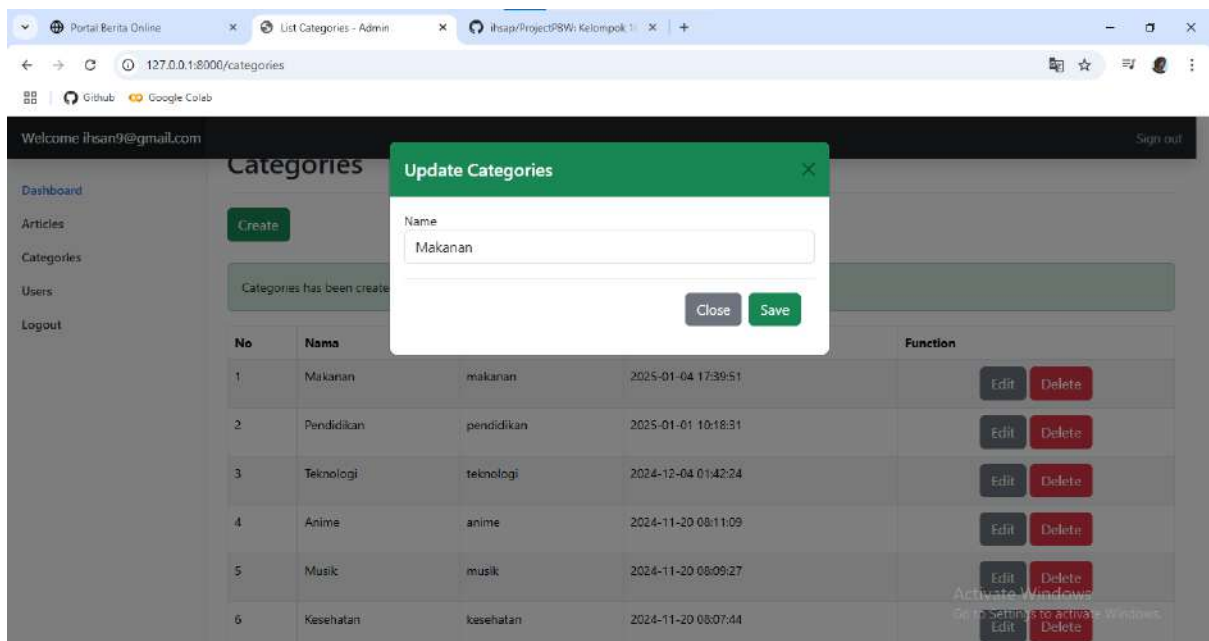 Portal Berita Online
List Categories - Admin
ihsap/ProjectPBW: Kelompok 1
127.0.0.1:8000/categories
Github Google Colab
Welcome ihsan9@gmail.com Sign out
Categories
Update Categories
Dashboard
Articles
Categories
Users
Logout
Create
Name
Makanan
Categories has been create
Close Save
No Nama Function
1 Makanan makanan 2025-01-04 17:39:51 Edit Delete
2 Pendidikan pendidikan 2025-01-01 10:18:31 Edit Delete
3 Teknologi teknologi 2024-12-04 01:42:24 Edit Delete
4 Anime anime 2024-11-20 08:11:09 Edit Delete
5 Musik musik 2024-11-20 08:09:27 Edit Delete
6 Kesehatan kesehatan 2024-11-20 08:07:44 Edit Delete
Activate Windows
Go to Settings to activate Windows.